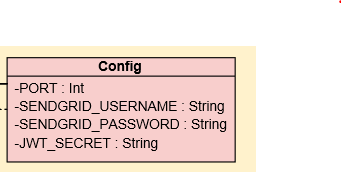 Config
-PORT : Int
-SENDGRID_USERNAME : String
-SENDGRID_PASSWORD : String
-JWT_SECRET : String